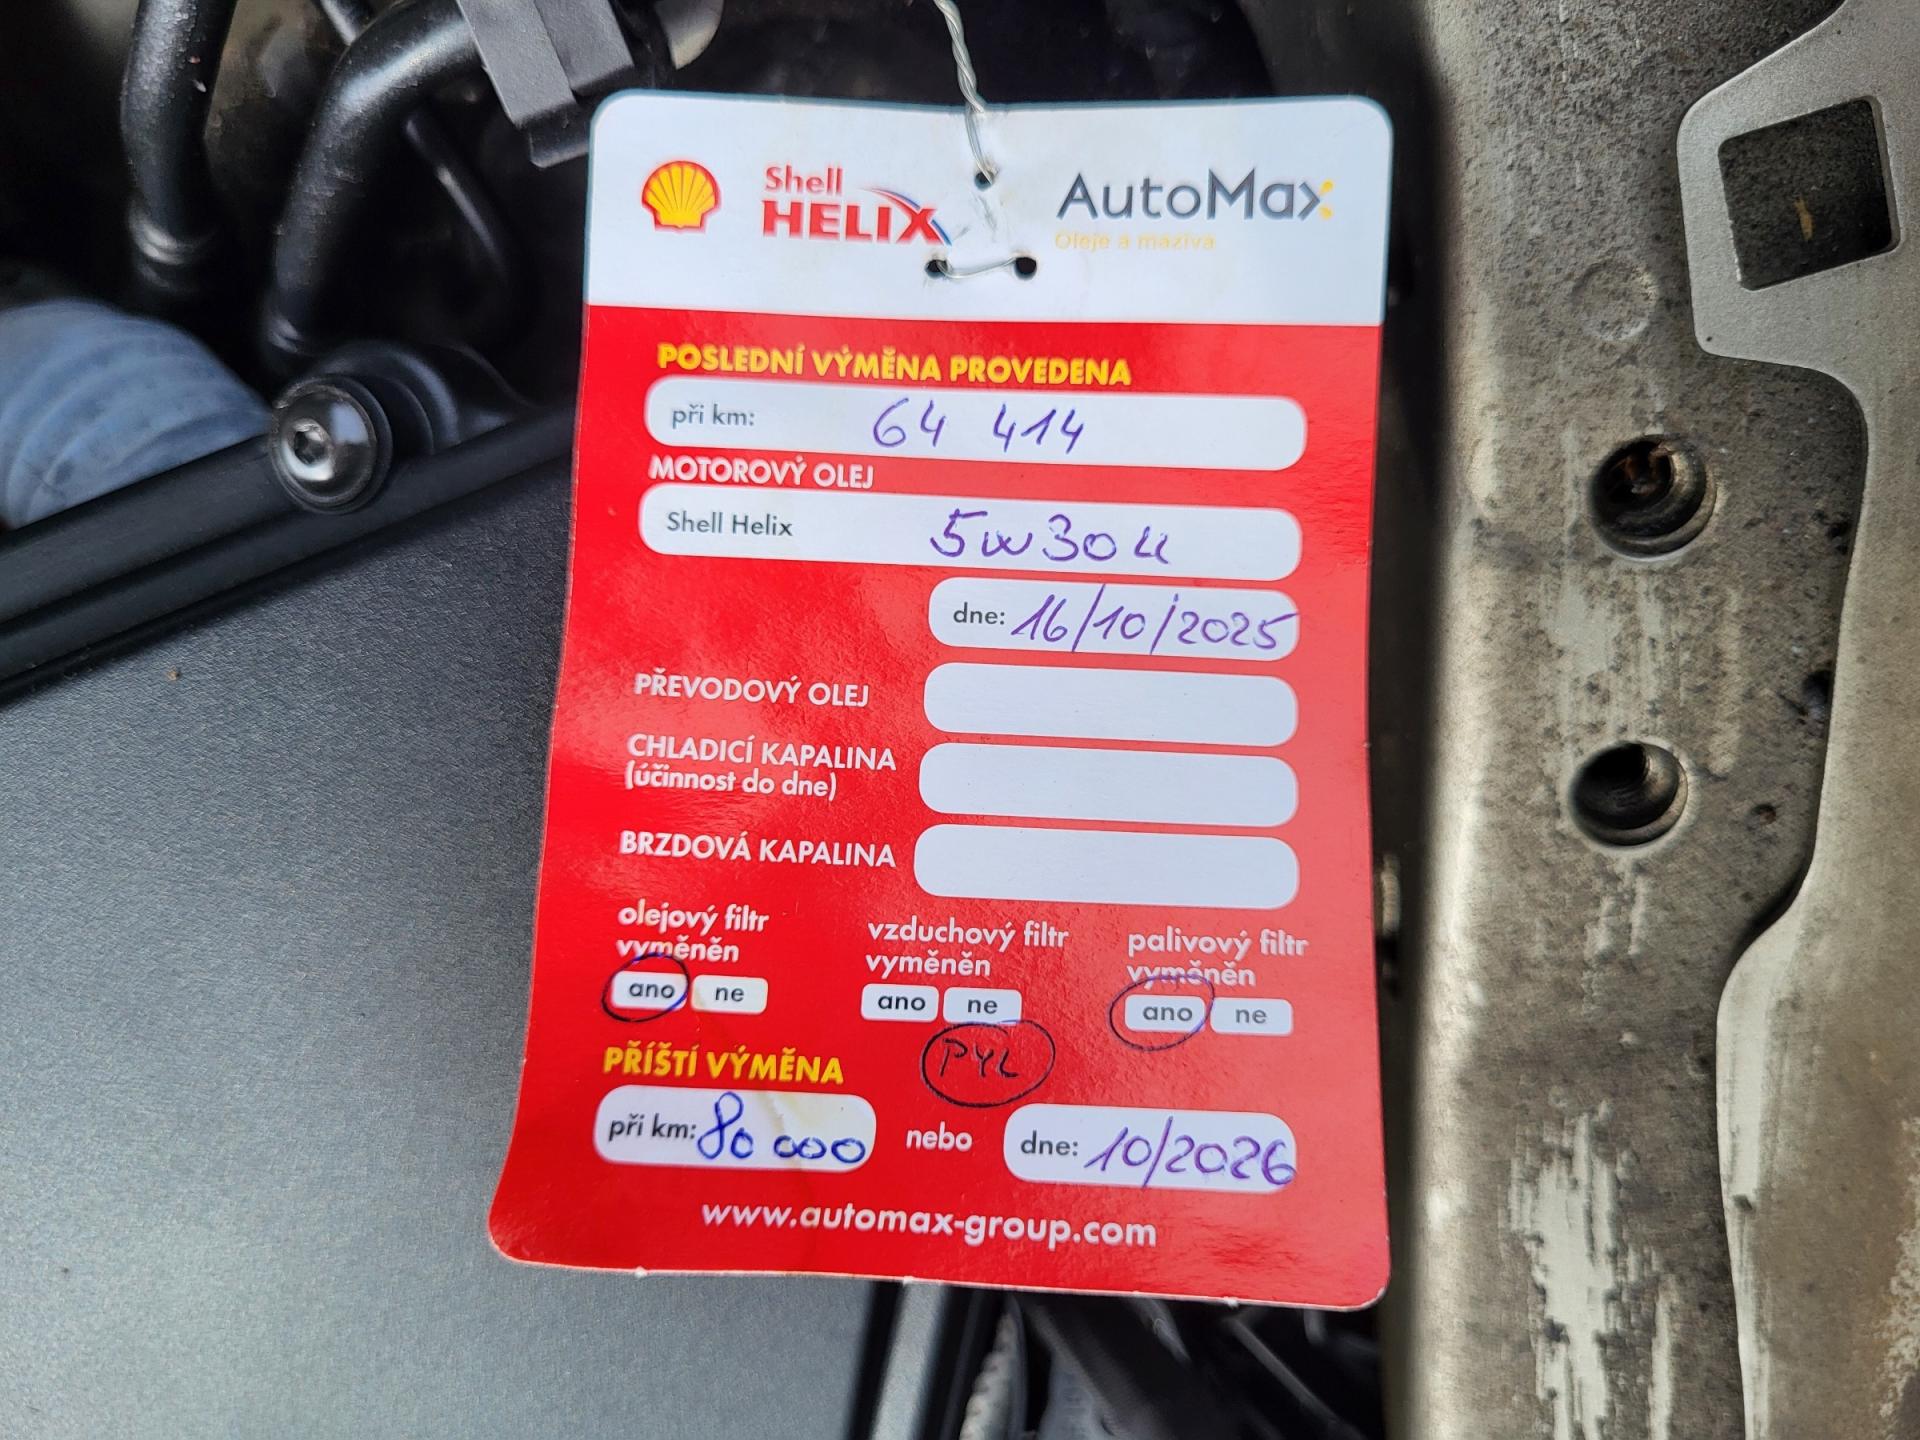 Shell
HELIX
AutoMax
Oleje a maziva
POSLEDNÍ VÝMĚNA PROVEDENA
při km: 64 414
MOTOROVÝ OLEJ
Shell Helix 5w30
dne: 16/10/2025
PŘEVODOVÝ OLEJ
CHLADICÍ KAPALINA
(účinnost do dne)
BRZDOVÁ KAPALINA
olejový filtr
vyměněn
ano ne
vzduchový filtr
vyměněn
ano ne
PYL
palivový filtr
vyměněn
ano ne
PŘÍŠTÍ VÝMĚNA
při km: 80 000 nebo dne: 10/2026
www.automax-group.com